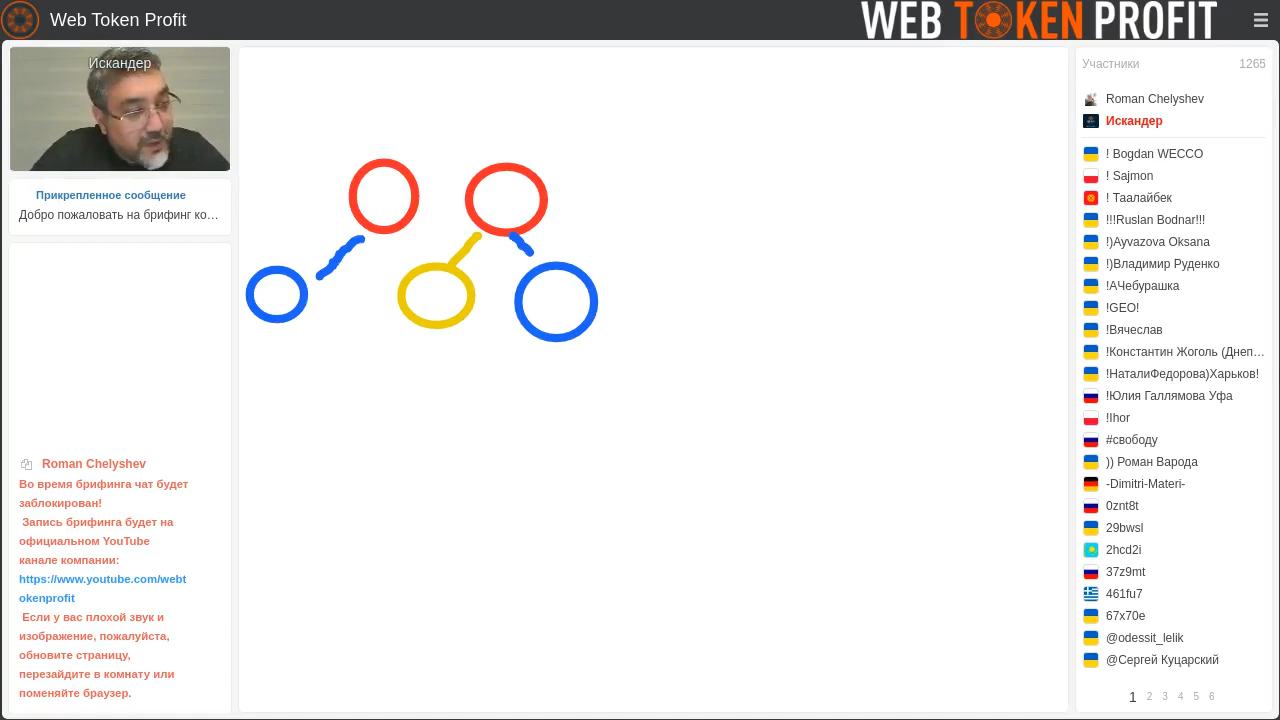 Web Token Profit
WEB TOKEN PROFIT
Искандер
Прикрепленное сообщение
Добро пожаловать на брифинг ко…
Roman Chelyshev
Во время брифинга чат будет
заблокирован!
Запись брифинга будет на
официальном YouTube
канале компании:
https://www.youtube.com/webt
okenprofit
Если у вас плохой звук и
изображение, пожалуйста,
обновите страницу,
перезайдите в комнату или
поменяйте браузер.
Участники 1265
Roman Chelyshev
Искандер
! Bogdan WECCO
! Sajmon
! Таалайбек
!!!Ruslan Bodnar!!!
!)Ayvazova Oksana
!)Владимир Руденко
!АЧебурашка
!GEO!
!Вячеслав
!Константин Жоголь (Днеп…
!НаталиФедорова)Харьков!
!Юлия Галлямова Уфа
!Ihor
#свободу
)) Роман Варода
-Dimitri-Materi-
0znt8t
29bwsl
2hcd2i
37z9mt
461fu7
67x70e
@odessit_lelik
@Сергей Куцарский
1 2 3 4 5 6